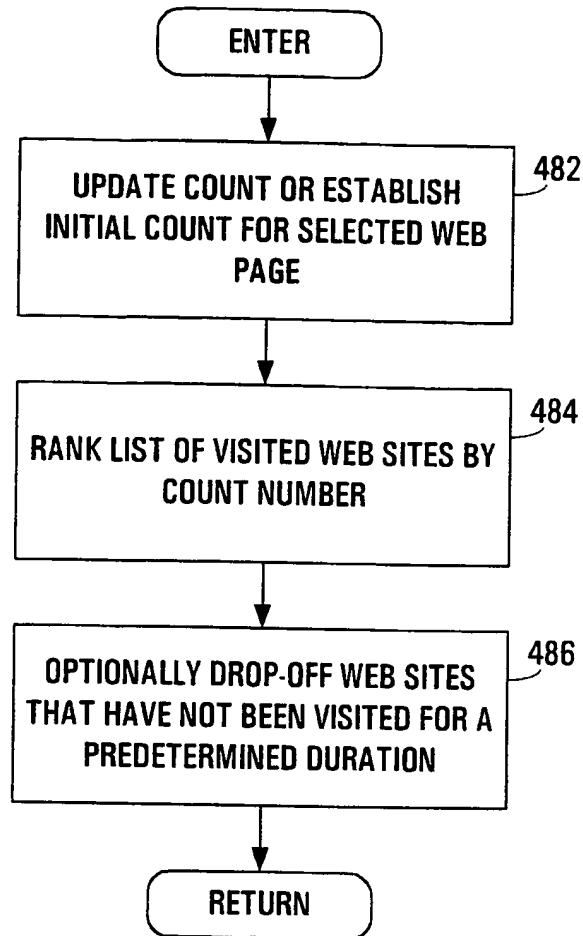 ENTER
UPDATE COUNT OR ESTABLISH
INITIAL COUNT FOR SELECTED WEB
PAGE
482
RANK LIST OF VISITED WEB SITES BY
COUNT NUMBER
484
OPTIONALLY DROP-OFF WEB SITES
THAT HAVE NOT BEEN VISITED FOR A
PREDETERMINED DURATION
486
RETURN